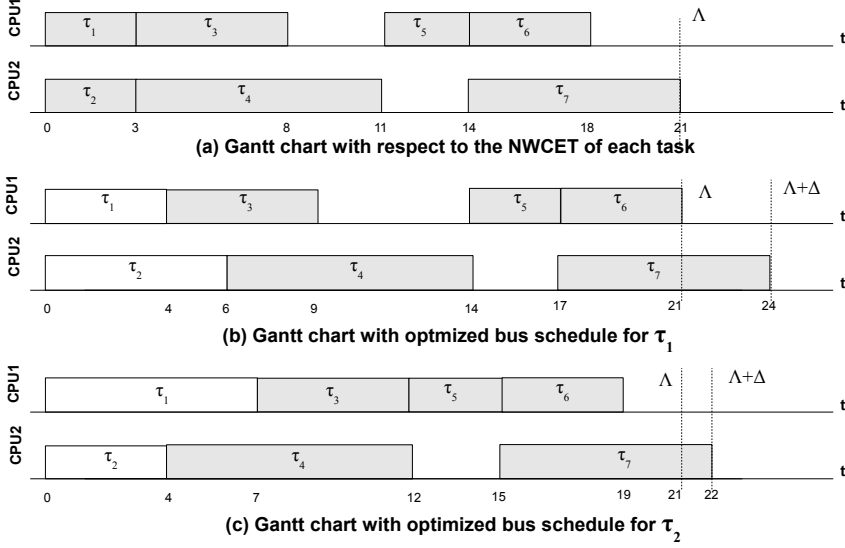 CPU1 τ1 τ3 τ5 τ6 Λ t
CPU2 τ2 τ4 τ7 t
0 3 8 11 14 18 21
(a) Gantt chart with respect to the NWCET of each task
CPU1 τ1 τ3 τ5 τ6 Λ Λ+Δ t
CPU2 τ2 τ4 τ7 t
0 4 6 9 14 17 21 24
(b) Gantt chart with optmized bus schedule for τ1
CPU1 τ1 τ3 τ5 τ6 Λ Λ+Δ t
CPU2 τ2 τ4 τ7 t
0 4 7 12 15 19 21 22
(c) Gantt chart with optimized bus schedule for τ2